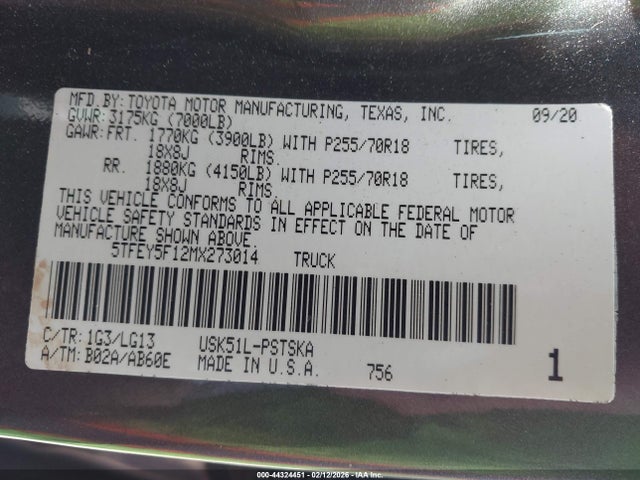 MFD.BY:TOYOTA MOTOR MANUFACTURING, TEXAS, INC. 09/20
GVWR:3175KG (7000LB)
GAWR:FRT. 1770KG (3900LB) WITH P255/70R18 TIRES,
18X8J RIMS.
RR. 1880KG (4150LB) WITH P255/70R18 TIRES,
18X8J RIMS.
THIS VEHICLE CONFORMS TO ALL APPLICABLE FEDERAL MOTOR
VEHICLE SAFETY STANDARDS IN EFFECT ON THE DATE OF
MANUFACTURE SHOWN ABOVE.
5TFEY5F12MX273014 TRUCK
C/TR:1G3/LG13 USK51L-PSTSKA
A/TM:B02A/AB60E MADE IN U.S.A. 756 1
000-44324451 - 02/12/2026 - IAA Inc.